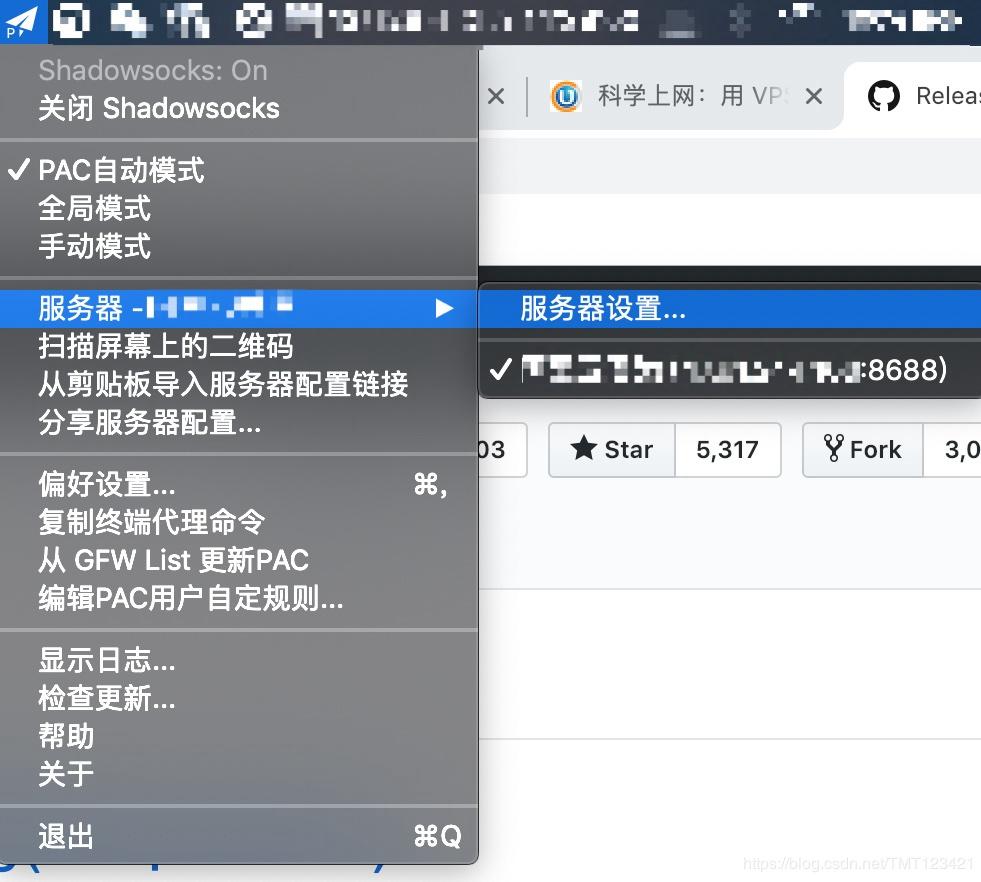 P
Shadowsocks: On
关闭 Shadowsocks
PAC自动模式
全局模式
手动模式
服务器 -
扫描屏幕上的二维码
从剪贴板导入服务器配置链接
分享服务器配置...
偏好设置... ⌘,
复制终端代理命令
从 GFW List 更新PAC
编辑PAC用户自定规则...
显示日志...
检查更新...
帮助
关于
退出 ⌘Q
服务器设置...
:8688)
科学上网：用 VP
Relea
03
Star 5,317
Fork 3,0
https://blog.csdn.net/TMT123421